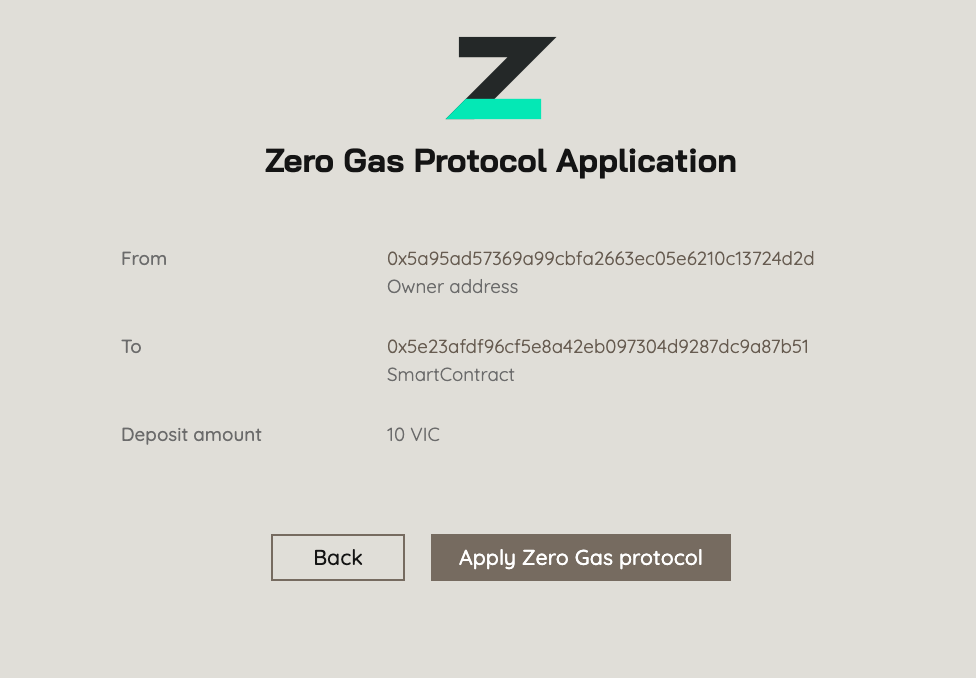 Zero Gas Protocol Application
From
0x5a95ad57369a99cbfa2663ec05e6210c13724d2d
Owner address
To
0x5e23afdf96cf5e8a42eb097304d9287dc9a87b51
SmartContract
Deposit amount
10 VIC
Back
Apply Zero Gas protocol